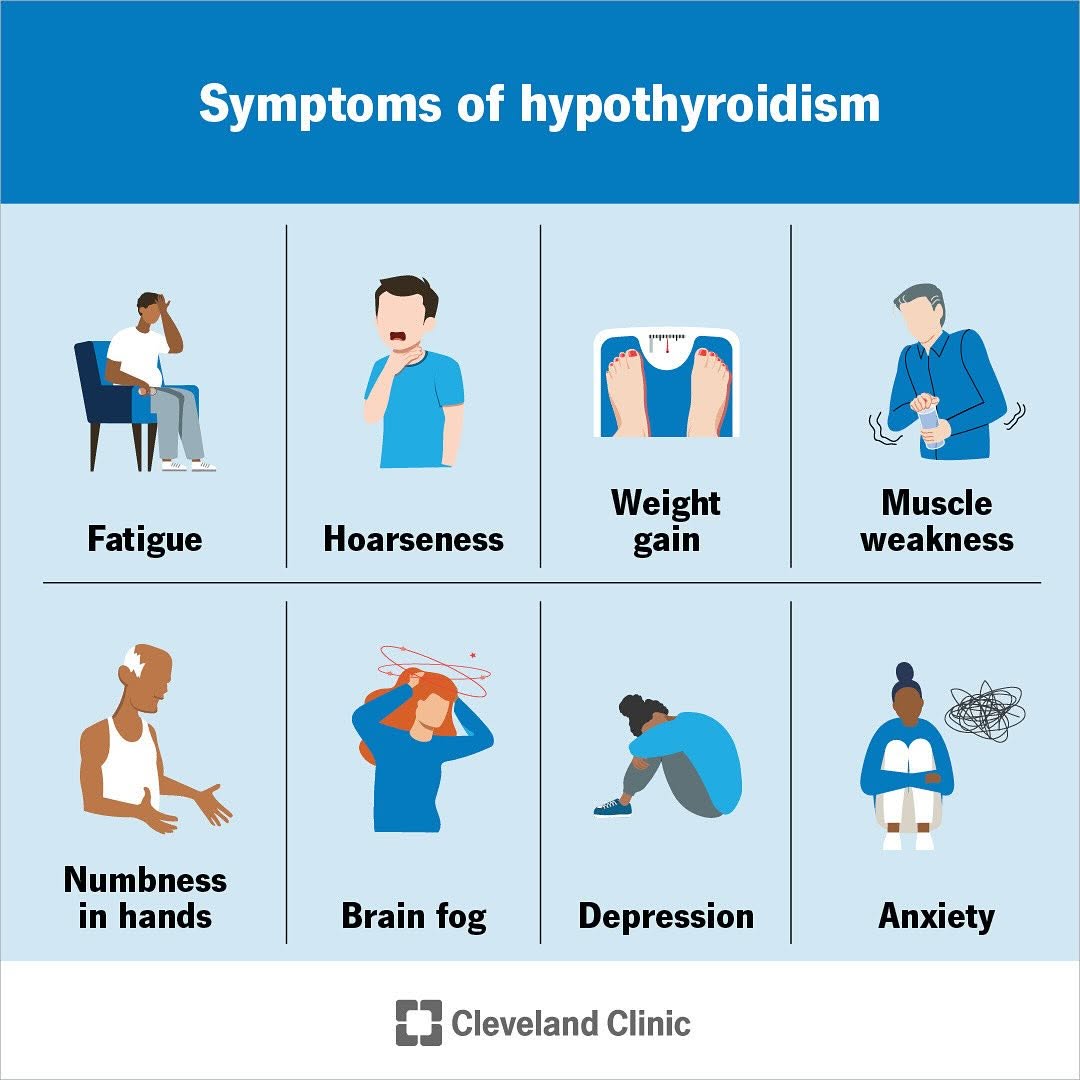 Symptoms of hypothyroidism
Fatigue
Hoarseness
Weight
gain
Muscle
weakness
Numbness
in hands
Brain fog
Depression
Anxiety
Cleveland Clinic